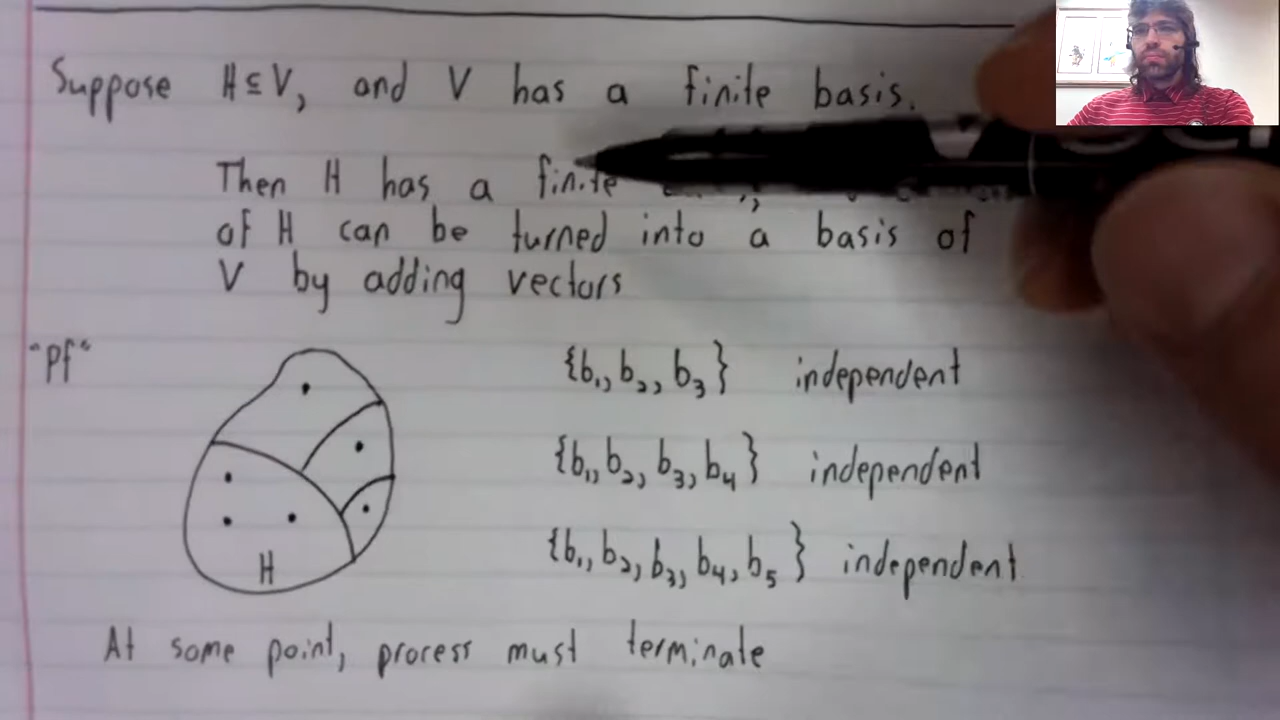 Suppose H ⊆ V, and V has a finite basis.
Then H has a finite
of H can be turned into a basis of
V by adding vectors
"Pf"
{b₁, b₂, b₃} independent
{b₁, b₂, b₃, b₄} independent
{b₁, b₂, b₃, b₄, b₅} independent
H
At some point, process must terminate